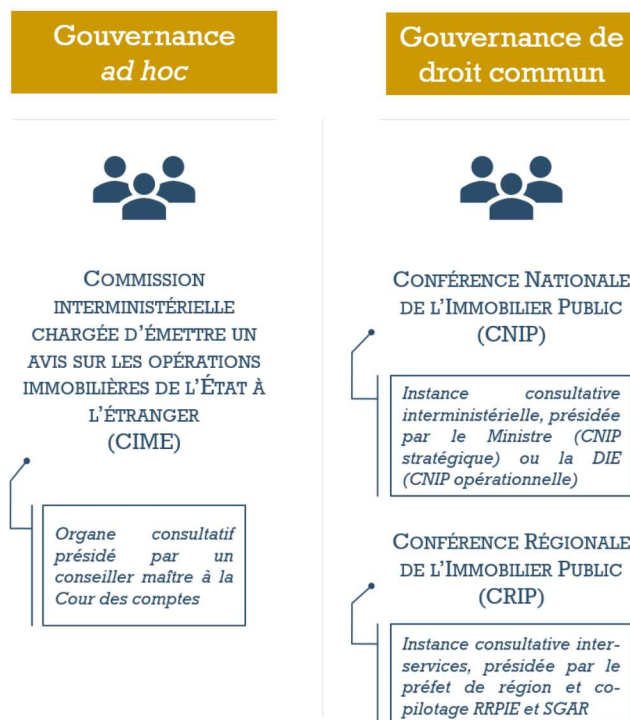 Gouvernance
ad hoc
COMMISSION
INTERMINISTÉRIELLE
CHARGÉE D'ÉMETTRE UN
AVIS SUR LES OPÉRATIONS
IMMOBILIÈRES DE L'ÉTAT À
L'ÉTRANGER
(CIME)
Organe consultatif
présidé par un
conseiller maître à la
Cour des comptes
Gouvernance de
droit commun
CONFÉRENCE NATIONALE
DE L'IMMOBILIER PUBLIC
(CNIP)
Instance consultative
interministérielle, présidée
par le Ministre (CNIP
stratégique) ou la DIE
(CNIP opérationnelle)
CONFÉRENCE RÉGIONALE
DE L'IMMOBILIER PUBLIC
(CRIP)
Instance consultative inter-
services, présidée par le
préfet de région et co-
pilotage RRPIE et SGAR